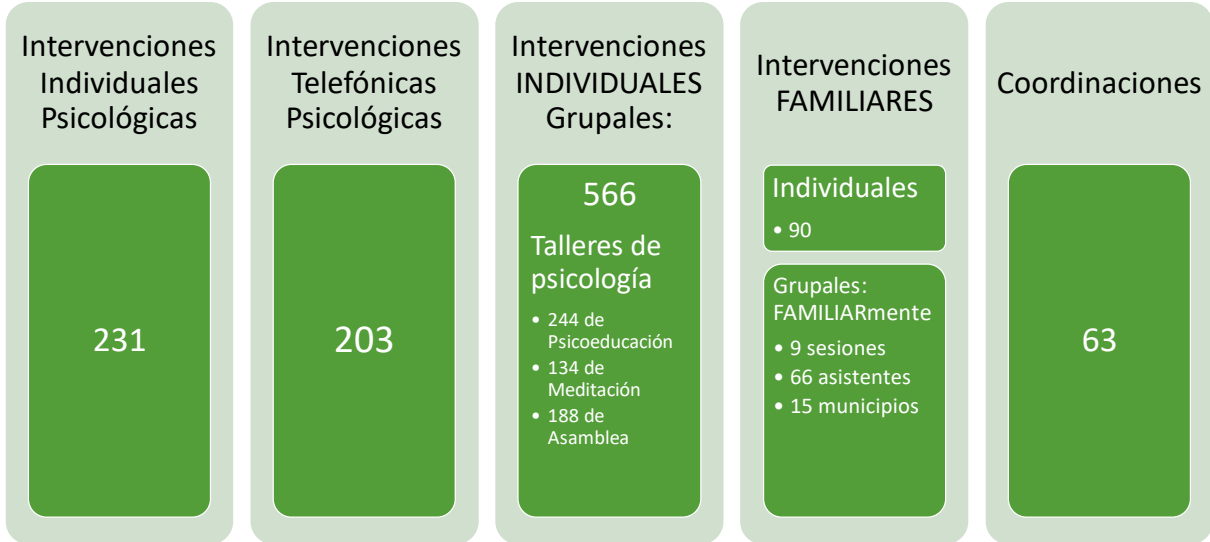 Intervenciones
Individuales
Psicológicas
231
Intervenciones
Telefónicas
Psicológicas
203
Intervenciones
INDIVIDUALES
Grupales:
566
Talleres de
psicología
• 244 de
Psicoeducación
• 134 de
Meditación
• 188 de
Asamblea
Intervenciones
FAMILIARES
Individuales
• 90
Grupales:
FAMILIARmente
• 9 sesiones
• 66 asistentes
• 15 municipios
Coordinaciones
63